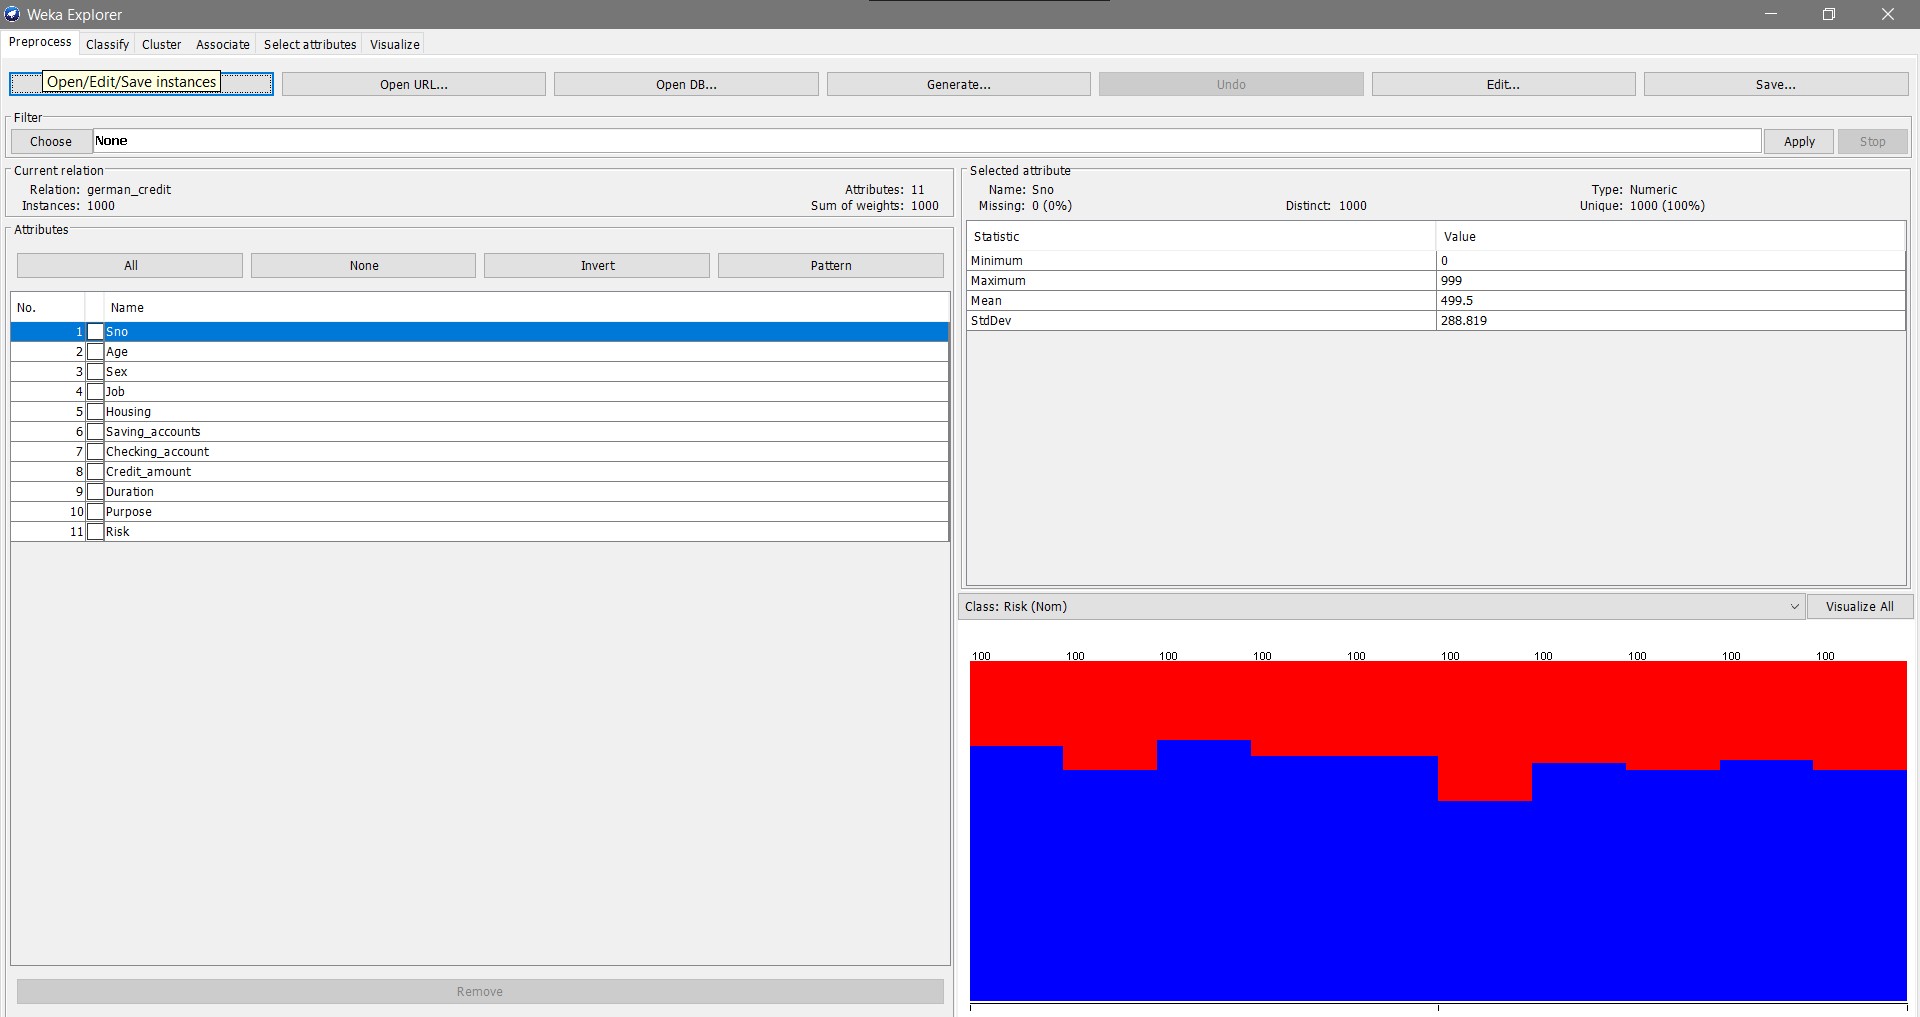 Weka Explorer
Preprocess Classify Cluster Associate Select attributes Visualize
Open/Edit/Save instances Open URL... Open DB... Generate... Undo Edit... Save...
Filter
Choose None Apply Stop
Current relation
Relation: german_credit Attributes: 11
Instances: 1000 Sum of weights: 1000
Attributes
All None Invert Pattern
No. Name
1 Sno
2 Age
3 Sex
4 Job
5 Housing
6 Saving_accounts
7 Checking_account
8 Credit_amount
9 Duration
10 Purpose
11 Risk
Remove
Selected attribute
Name: Sno Type: Numeric
Missing: 0 (0%) Distinct: 1000 Unique: 1000 (100%)
Statistic Value
Minimum 0
Maximum 999
Mean 499.5
StdDev 288.819
Class: Risk (Nom) Visualize All
100 100 100 100 100 100 100 100 100 100